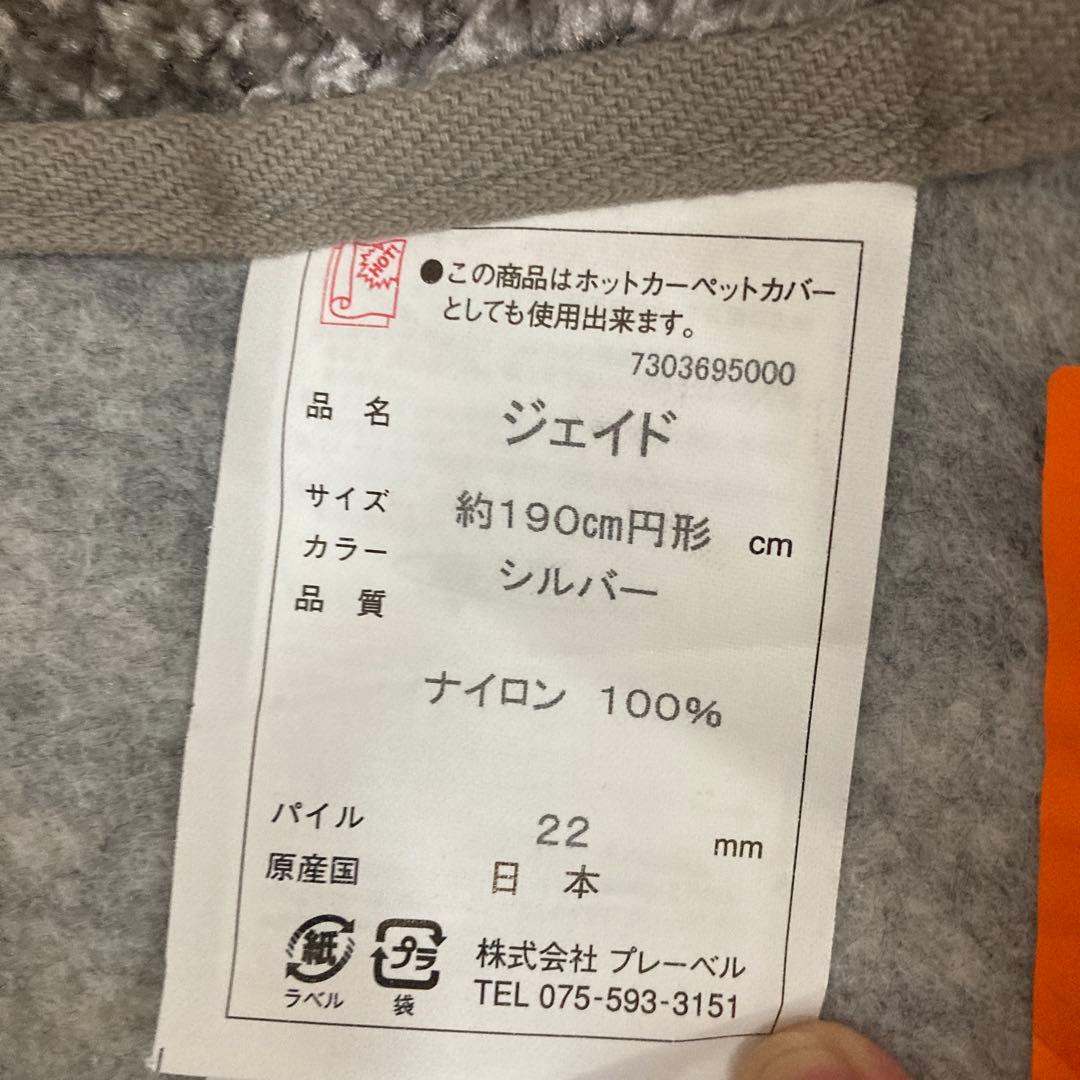 HOT!
●この商品はホットカーペットカバー
としても使用出来ます。
7303695000
品 名 ジェイド
サイズ 約190cm円形 cm
カラー シルバー
品 質
ナイロン 100%
パイル 22 mm
原産国 日 本
紙 プラ 株式会社 プレーベル
ラベル 袋 TEL 075-593-3151